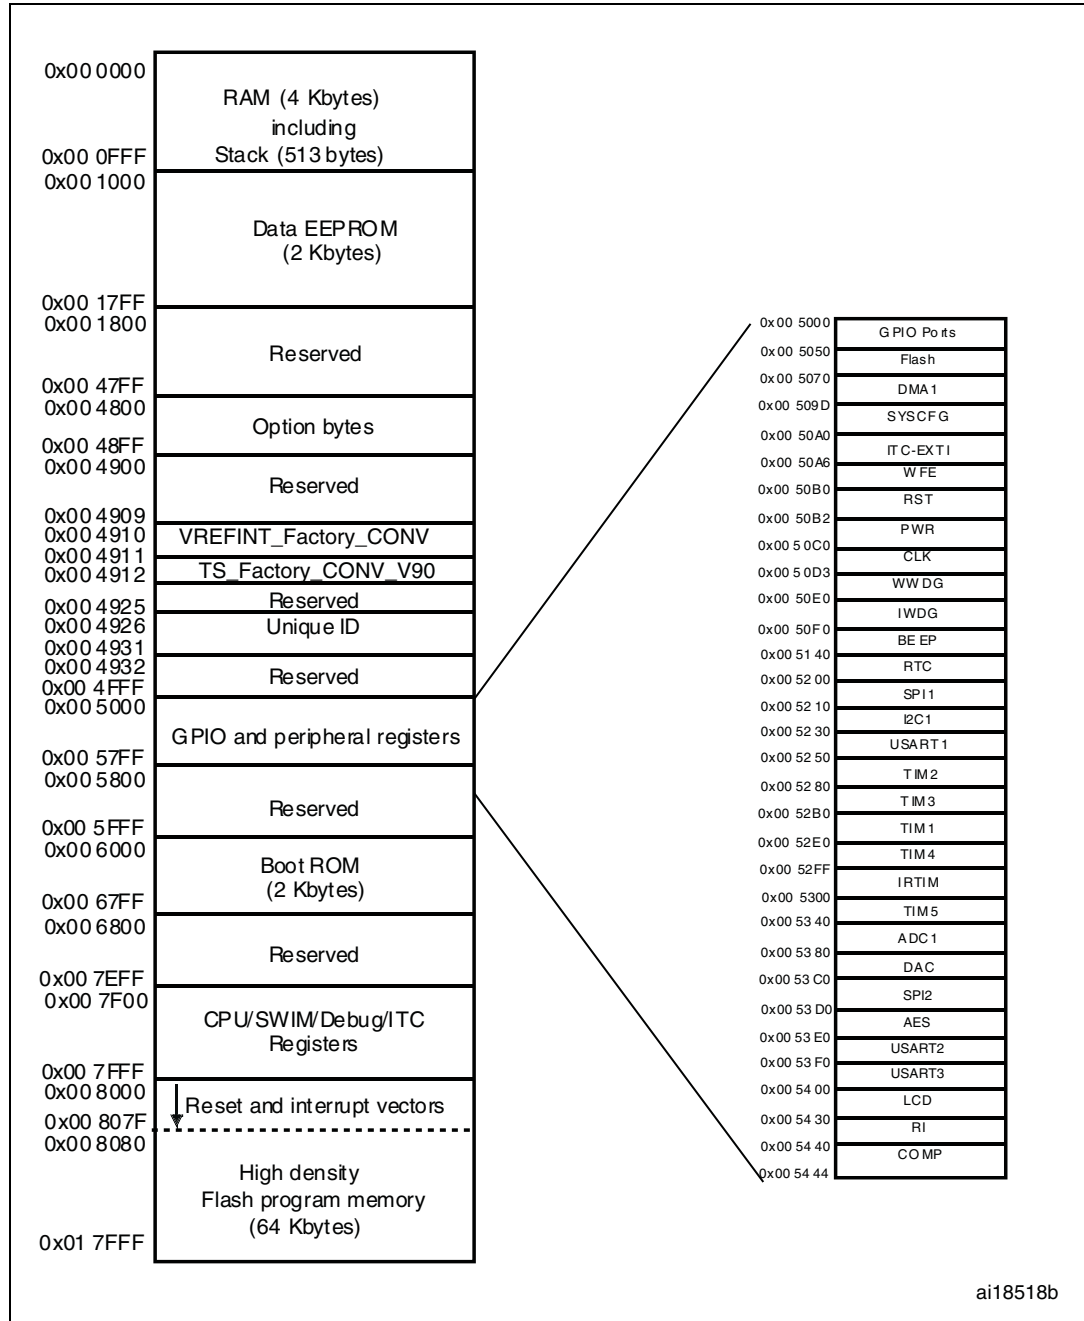 0x00 0000
RAM (4 Kbytes)
including
Stack (513 bytes)
0x00 0FFF
0x00 1000
Data EEPROM
(2 Kbytes)
0x00 17FF
0x00 1800
Reserved
0x00 47FF
0x00 4800
Option bytes
0x00 48FF
0x00 4900
Reserved
0x00 4909
0x00 4910
VREFINT_Factory_CONV
0x00 4911
0x00 4912
TS_Factory_CONV_V90
Reserved
0x00 4925
0x00 4926
Unique ID
0x00 4931
0x00 4932
Reserved
0x00 4FFF
0x00 5000
GPIO and peripheral registers
0x00 57FF
0x00 5800
Reserved
0x00 5FFF
0x00 6000
Boot ROM
(2 Kbytes)
0x00 67FF
0x00 6800
Reserved
0x00 7EFF
0x00 7F00
CPU/SWIM/Debug/ITC
Registers
0x00 7FFF
0x00 8000
Reset and interrupt vectors
0x00 807F
0x00 8080
High density
Flash program memory
(64 Kbytes)
0x01 7FFF
0x00 5000
GPIO Ports
0x00 5050
Flash
0x00 5070
DMA1
0x00 509D
SYSCFG
0x00 50A0
ITC-EXTI
0x00 50A6
WFE
0x00 50B0
RST
0x00 50B2
PWR
0x00 50C0
CLK
0x00 50D3
WWDG
0x00 50E0
IWDG
0x00 50F0
BEEP
0x00 5140
RTC
0x00 5200
SPI1
0x00 5210
I2C1
0x00 5230
USART1
0x00 5250
TIM2
0x00 5280
TIM3
0x00 52B0
TIM1
0x00 52E0
TIM4
0x00 52FF
IRTIM
0x00 5300
TIM5
0x00 5340
ADC1
0x00 5380
DAC
0x00 53C0
SPI2
0x00 53D0
AES
0x00 53E0
USART2
0x00 53F0
USART3
0x00 5400
LCD
0x00 5430
RI
0x00 5440
COMP
0x00 5444
ai18518b